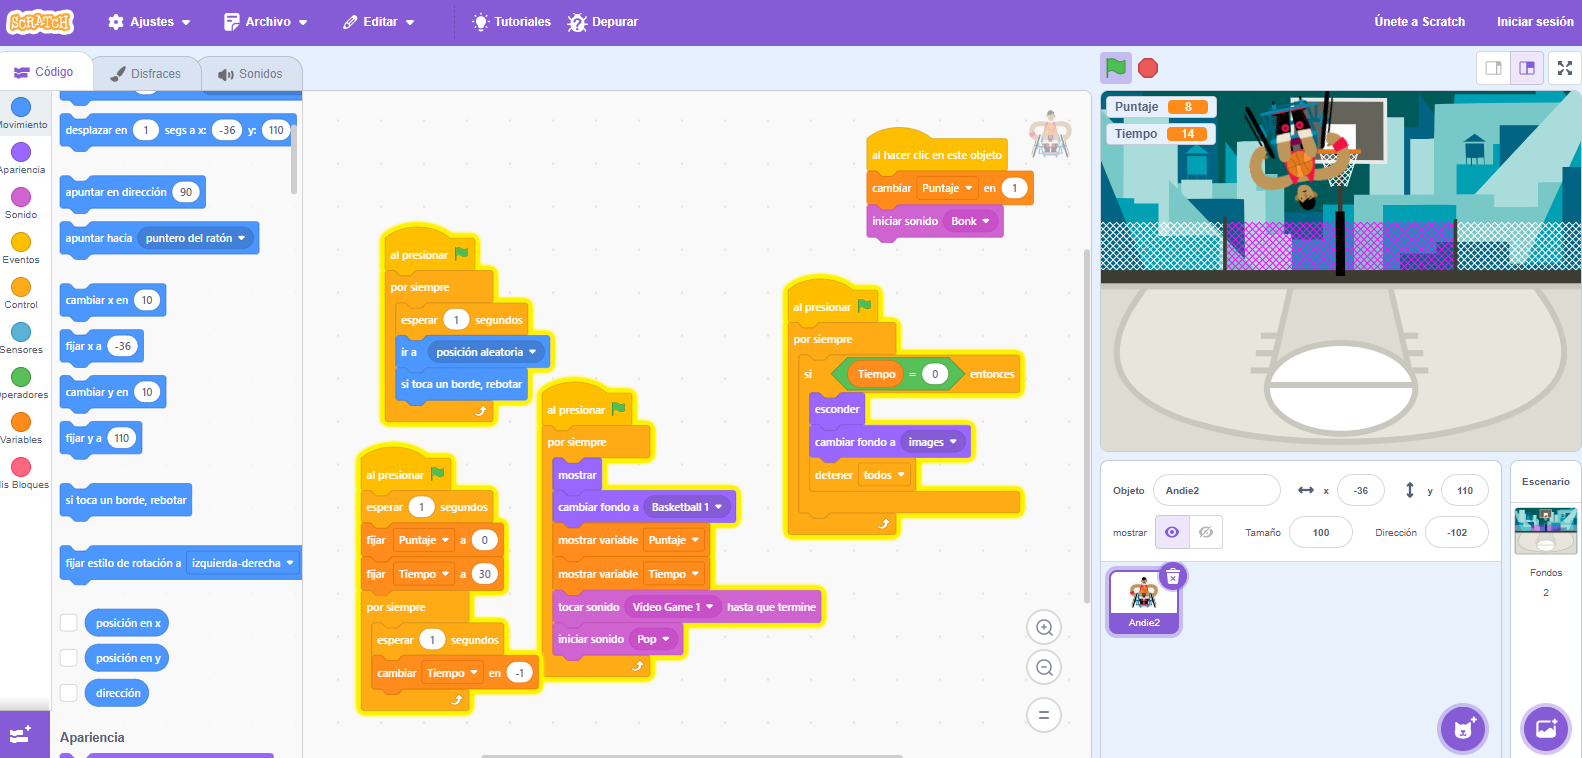 SCRATCH
Ajustes
Archivo
Editar
Tutoriales
Depurar
Únete a Scratch
Iniciar sesión
Código
Disfraces
Sonidos
Movimiento
Apariencia
Sonido
Eventos
Control
Sensores
Operadores
Variables
Mis Bloques
desplazar en 1 segs a x: -36 y: 110
apuntar en dirección 90
apuntar hacia puntero del ratón
cambiar x en 10
fijar x a -36
cambiar y en 10
fijar y a 110
si toca un borde, rebotar
fijar estilo de rotación a izquierda-derecha
posición en x
posición en y
dirección
Apariencia
al presionar
por siempre
esperar 1 segundos
ir a posición aleatoria
si toca un borde, rebotar
al presionar
esperar 1 segundos
fijar Puntaje a 0
fijar Tiempo a 30
por siempre
esperar 1 segundos
cambiar Tiempo en -1
al presionar
por siempre
mostrar
cambiar fondo a Basketball 1
mostrar variable Puntaje
mostrar variable Tiempo
tocar sonido Video Game 1 hasta que termine
iniciar sonido Pop
al hacer clic en este objeto
cambiar Puntaje en 1
iniciar sonido Bonk
al presionar
por siempre
si Tiempo = 0 entonces
esconder
cambiar fondo a images
detener todos
Puntaje 8
Tiempo 14
Objeto Andie2 x -36 y 110
mostrar Tamaño 100 Dirección -102
Andie2
Escenario
Fondos
2